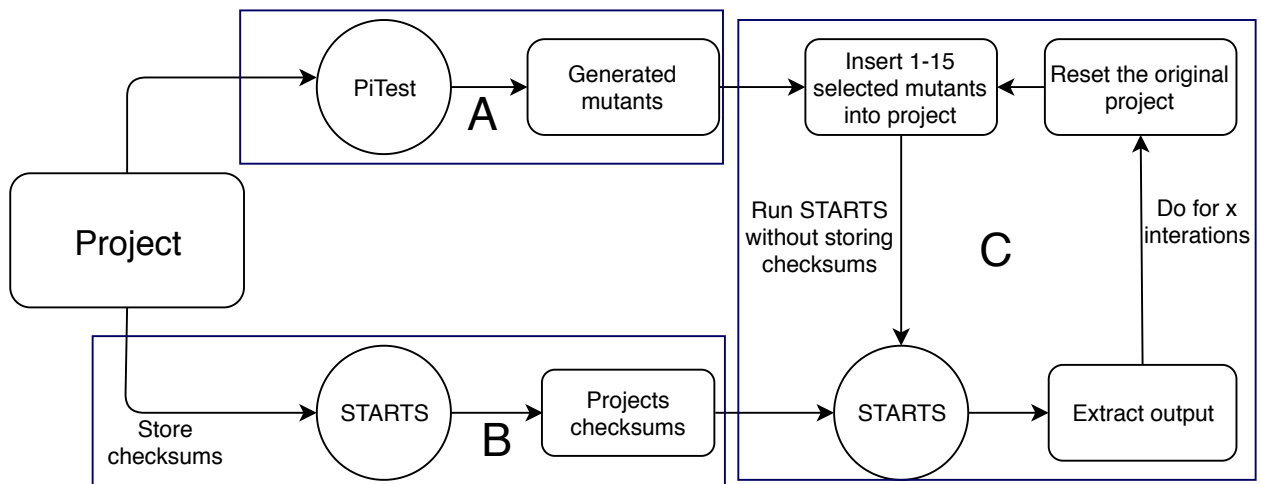 PiTest
A
Generated
mutants
Insert 1-15
selected mutants
into project
Reset the original
project
Project
Run STARTS
without storing
checksums
C
Do for x
interations
Store
checksums
STARTS
B
Projects
checksums
STARTS
Extract output